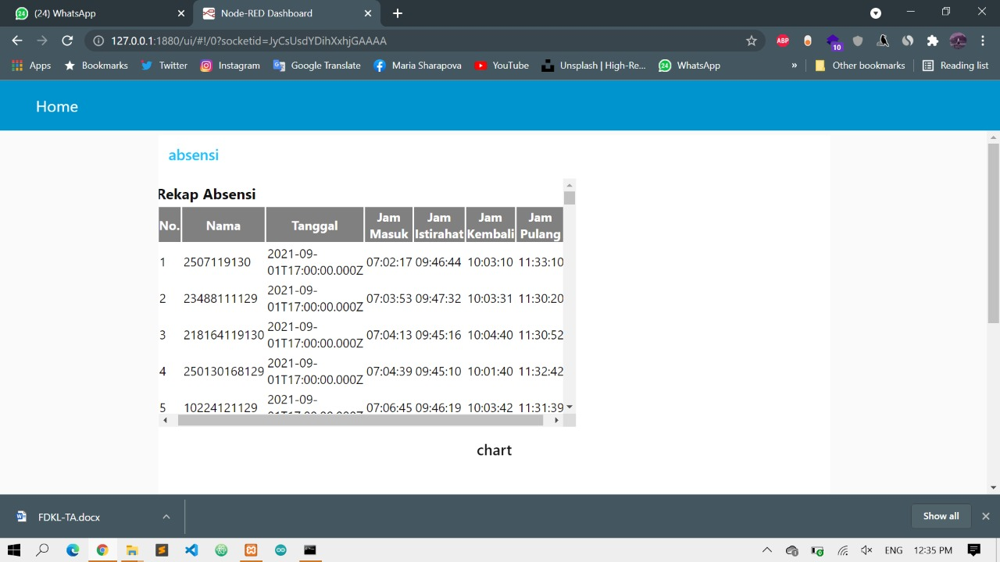 24 (24) WhatsApp
Node-RED Dashboard
127.0.0.1:1880/ui/#!/0?socketid=JyCsUsdYDihXxhjGAAAA
ABP
10
Apps Bookmarks Twitter Instagram Google Translate Maria Sharapova YouTube Unsplash | High-Re... 24 WhatsApp » Other bookmarks Reading list
Home
absensi
Rekap Absensi
No. Nama Tanggal Jam Masuk Jam Istirahat Jam Kembali Jam Pulang
1 2507119130 2021-09-01T17:00:00.000Z 07:02:17 09:46:44 10:03:10 11:33:10
2 23488111129 2021-09-01T17:00:00.000Z 07:03:53 09:47:32 10:03:31 11:30:20
3 218164119130 2021-09-01T17:00:00.000Z 07:04:13 09:45:16 10:04:40 11:30:52
4 250130168129 2021-09-01T17:00:00.000Z 07:04:39 09:45:10 10:01:40 11:32:42
5 10224121129 2021-09-01T17:00:00.000Z 07:06:45 09:46:19 10:03:42 11:31:39
chart
FDKL-TA.docx
Show all
ENG 12:35 PM